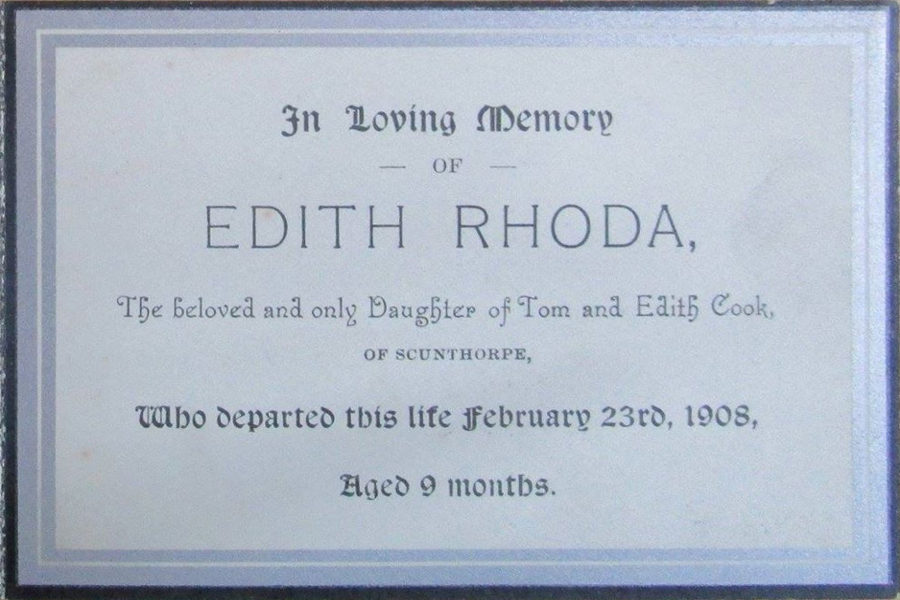 In Loving Memory
— OF —
EDITH RHODA,
The beloved and only Daughter of Tom and Edith Cook,
OF SCUNTHORPE,
Who departed this life February 23rd, 1908,
Aged 9 months.